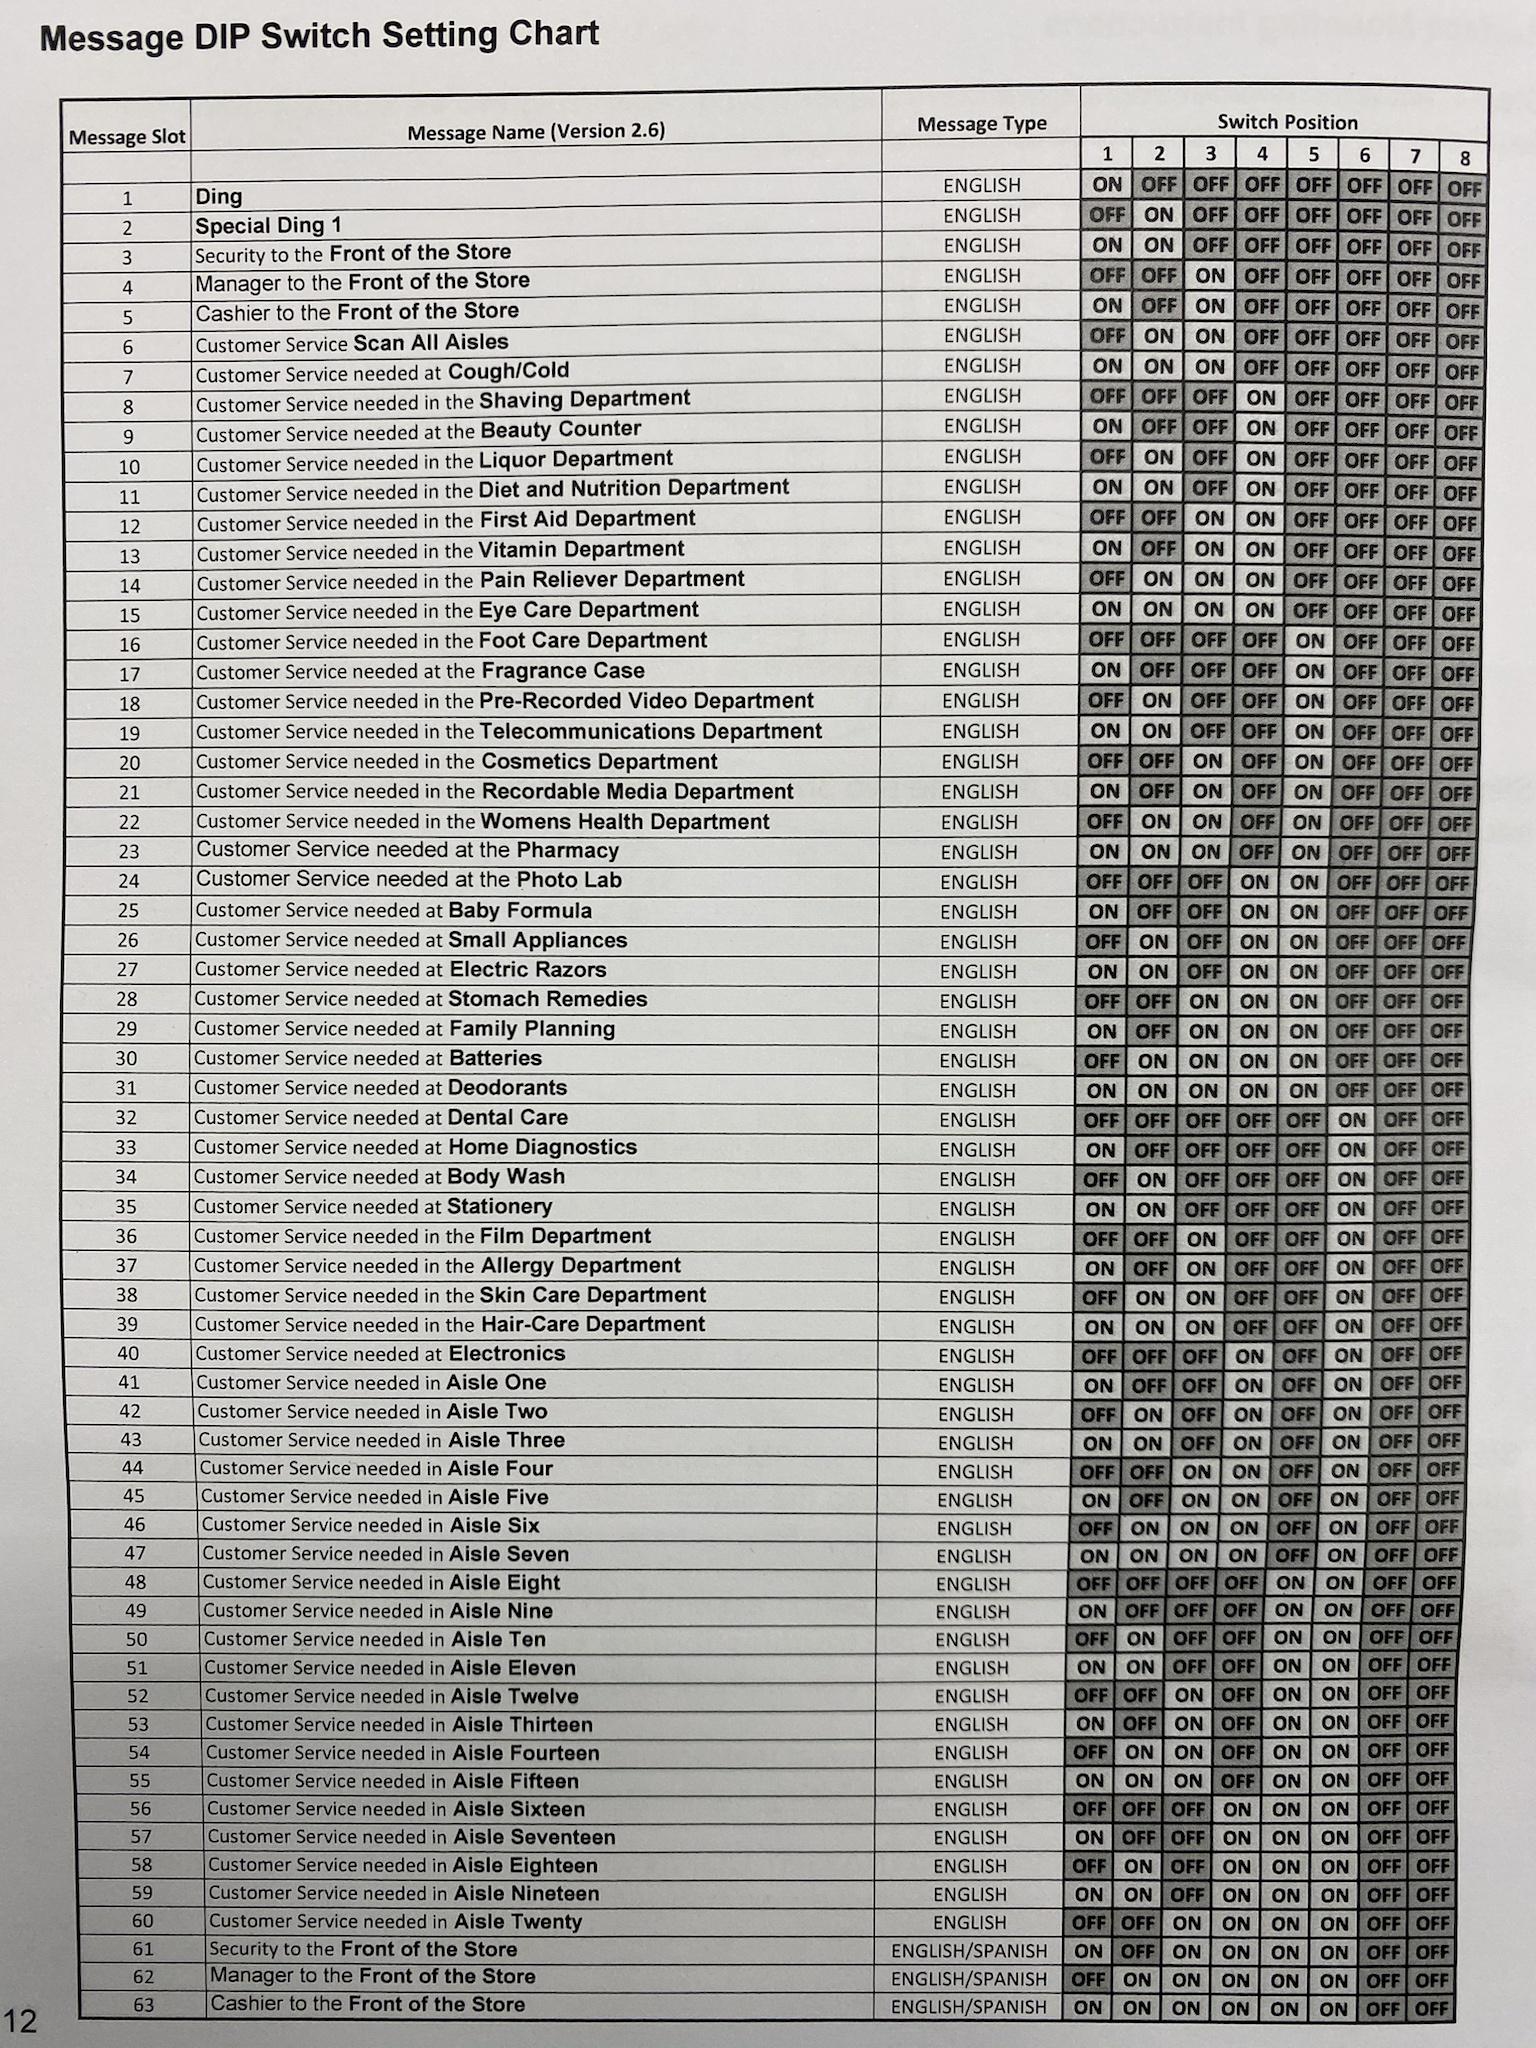 Message DIP Switch Setting Chart
Message Slot Message Name (Version 2.6) Message Type Switch Position
1 2 3 4 5 6 7 8
1 Ding ENGLISH ON OFF OFF OFF OFF OFF OFF OFF
2 Special Ding 1 ENGLISH OFF ON OFF OFF OFF OFF OFF OFF
3 Security to the Front of the Store ENGLISH ON ON OFF OFF OFF OFF OFF OFF
4 Manager to the Front of the Store ENGLISH OFF OFF ON OFF OFF OFF OFF OFF
5 Cashier to the Front of the Store ENGLISH ON OFF ON OFF OFF OFF OFF OFF
6 Customer Service Scan All Aisles ENGLISH OFF ON ON OFF OFF OFF OFF OFF
7 Customer Service needed at Cough/Cold ENGLISH ON ON ON OFF OFF OFF OFF OFF
8 Customer Service needed in the Shaving Department ENGLISH OFF OFF OFF ON OFF OFF OFF OFF
9 Customer Service needed at the Beauty Counter ENGLISH ON OFF OFF ON OFF OFF OFF OFF
10 Customer Service needed in the Liquor Department ENGLISH OFF ON OFF ON OFF OFF OFF OFF
11 Customer Service needed in the Diet and Nutrition Department ENGLISH ON ON OFF ON OFF OFF OFF OFF
12 Customer Service needed in the First Aid Department ENGLISH OFF OFF ON ON OFF OFF OFF OFF
13 Customer Service needed in the Vitamin Department ENGLISH ON OFF ON ON OFF OFF OFF OFF
14 Customer Service needed in the Pain Reliever Department ENGLISH OFF ON ON ON OFF OFF OFF OFF
15 Customer Service needed in the Eye Care Department ENGLISH ON ON ON ON OFF OFF OFF OFF
16 Customer Service needed in the Foot Care Department ENGLISH OFF OFF OFF OFF ON OFF OFF OFF
17 Customer Service needed at the Fragrance Case ENGLISH ON OFF OFF OFF ON OFF OFF OFF
18 Customer Service needed in the Pre-Recorded Video Department ENGLISH OFF ON OFF OFF ON OFF OFF OFF
19 Customer Service needed in the Telecommunications Department ENGLISH ON ON OFF OFF ON OFF OFF OFF
20 Customer Service needed in the Cosmetics Department ENGLISH OFF OFF ON OFF ON OFF OFF OFF
21 Customer Service needed in the Recordable Media Department ENGLISH ON OFF ON OFF ON OFF OFF OFF
22 Customer Service needed in the Womens Health Department ENGLISH OFF ON ON OFF ON OFF OFF OFF
23 Customer Service needed at the Pharmacy ENGLISH ON ON ON OFF ON OFF OFF OFF
24 Customer Service needed at the Photo Lab ENGLISH OFF OFF OFF ON ON OFF OFF OFF
25 Customer Service needed at Baby Formula ENGLISH ON OFF OFF ON ON OFF OFF OFF
26 Customer Service needed at Small Appliances ENGLISH OFF ON OFF ON ON OFF OFF OFF
27 Customer Service needed at Electric Razors ENGLISH ON ON OFF ON ON OFF OFF OFF
28 Customer Service needed at Stomach Remedies ENGLISH OFF OFF ON ON ON OFF OFF OFF
29 Customer Service needed at Family Planning ENGLISH ON OFF ON ON ON OFF OFF OFF
30 Customer Service needed at Batteries ENGLISH OFF ON ON ON ON OFF OFF OFF
31 Customer Service needed at Deodorants ENGLISH ON ON ON ON ON OFF OFF OFF
32 Customer Service needed at Dental Care ENGLISH OFF OFF OFF OFF OFF ON OFF OFF
33 Customer Service needed at Home Diagnostics ENGLISH ON OFF OFF OFF OFF ON OFF OFF
34 Customer Service needed at Body Wash ENGLISH OFF ON OFF OFF OFF ON OFF OFF
35 Customer Service needed at Stationery ENGLISH ON ON OFF OFF OFF ON OFF OFF
36 Customer Service needed in the Film Department ENGLISH OFF OFF ON OFF OFF ON OFF OFF
37 Customer Service needed in the Allergy Department ENGLISH ON OFF ON OFF OFF ON OFF OFF
38 Customer Service needed in the Skin Care Department ENGLISH OFF ON ON OFF OFF ON OFF OFF
39 Customer Service needed in the Hair-Care Department ENGLISH ON ON ON OFF OFF ON OFF OFF
40 Customer Service needed at Electronics ENGLISH OFF OFF OFF ON OFF ON OFF OFF
41 Customer Service needed in Aisle One ENGLISH ON OFF OFF ON OFF ON OFF OFF
42 Customer Service needed in Aisle Two ENGLISH OFF ON OFF ON OFF ON OFF OFF
43 Customer Service needed in Aisle Three ENGLISH ON ON OFF ON OFF ON OFF OFF
44 Customer Service needed in Aisle Four ENGLISH OFF OFF ON ON OFF ON OFF OFF
45 Customer Service needed in Aisle Five ENGLISH ON OFF ON ON OFF ON OFF OFF
46 Customer Service needed in Aisle Six ENGLISH OFF ON ON ON OFF ON OFF OFF
47 Customer Service needed in Aisle Seven ENGLISH ON ON ON ON OFF ON OFF OFF
48 Customer Service needed in Aisle Eight ENGLISH OFF OFF OFF OFF ON ON OFF OFF
49 Customer Service needed in Aisle Nine ENGLISH ON OFF OFF OFF ON ON OFF OFF
50 Customer Service needed in Aisle Ten ENGLISH OFF ON OFF OFF ON ON OFF OFF
51 Customer Service needed in Aisle Eleven ENGLISH ON ON OFF OFF ON ON OFF OFF
52 Customer Service needed in Aisle Twelve ENGLISH OFF OFF ON OFF ON ON OFF OFF
53 Customer Service needed in Aisle Thirteen ENGLISH ON OFF ON OFF ON ON OFF OFF
54 Customer Service needed in Aisle Fourteen ENGLISH OFF ON ON OFF ON ON OFF OFF
55 Customer Service needed in Aisle Fifteen ENGLISH ON ON ON OFF ON ON OFF OFF
56 Customer Service needed in Aisle Sixteen ENGLISH OFF OFF OFF ON ON ON OFF OFF
57 Customer Service needed in Aisle Seventeen ENGLISH ON OFF OFF ON ON ON OFF OFF
58 Customer Service needed in Aisle Eighteen ENGLISH OFF ON OFF ON ON ON OFF OFF
59 Customer Service needed in Aisle Nineteen ENGLISH ON ON OFF ON ON ON OFF OFF
60 Customer Service needed in Aisle Twenty ENGLISH OFF OFF ON ON ON ON OFF OFF
61 Security to the Front of the Store ENGLISH/SPANISH ON OFF ON ON ON ON OFF OFF
62 Manager to the Front of the Store ENGLISH/SPANISH OFF ON ON ON ON ON OFF OFF
63 Cashier to the Front of the Store ENGLISH/SPANISH ON ON ON ON ON ON OFF OFF
12